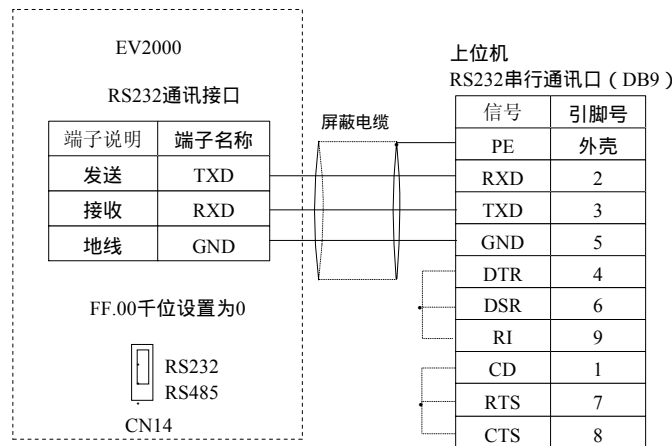 EV2000
RS232通讯接口
端子说明 端子名称
发送 TXD
接收 RXD
地线 GND
FF.00千位设置为0
RS232
RS485
CN14
屏蔽电缆
上位机
RS232串行通讯口（DB9）
信号 引脚号
PE 外壳
RXD 2
TXD 3
GND 5
DTR 4
DSR 6
RI 9
CD 1
RTS 7
CTS 8